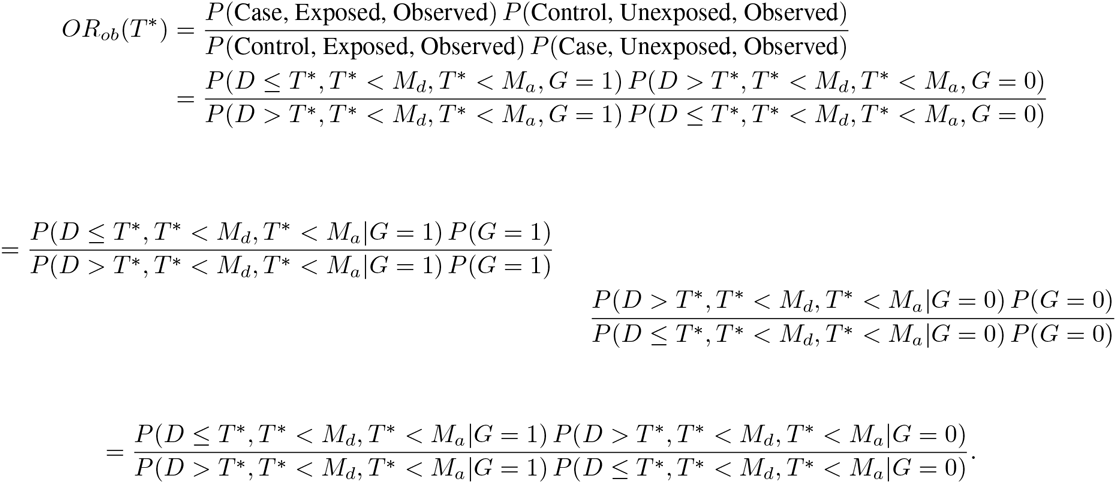 OR_{ob}(T^*) = \frac{P(\text{Case, Exposed, Observed}) P(\text{Control, Unexposed, Observed})}{P(\text{Control, Exposed, Observed}) P(\text{Case, Unexposed, Observed})}
= \frac{P(D \leq T^*, T^* < M_d, T^* < M_a, G = 1) P(D > T^*, T^* < M_d, T^* < M_a, G = 0)}{P(D > T^*, T^* < M_d, T^* < M_a, G = 1) P(D \leq T^*, T^* < M_d, T^* < M_a, G = 0)}
= \frac{P(D \leq T^*, T^* < M_d, T^* < M_a | G = 1) P(G = 1)}{P(D > T^*, T^* < M_d, T^* < M_a | G = 1) P(G = 1)}
\frac{P(D > T^*, T^* < M_d, T^* < M_a | G = 0) P(G = 0)}{P(D \leq T^*, T^* < M_d, T^* < M_a | G = 0) P(G = 0)}
= \frac{P(D \leq T^*, T^* < M_d, T^* < M_a | G = 1) P(D > T^*, T^* < M_d, T^* < M_a | G = 0)}{P(D > T^*, T^* < M_d, T^* < M_a | G = 1) P(D \leq T^*, T^* < M_d, T^* < M_a | G = 0)}.